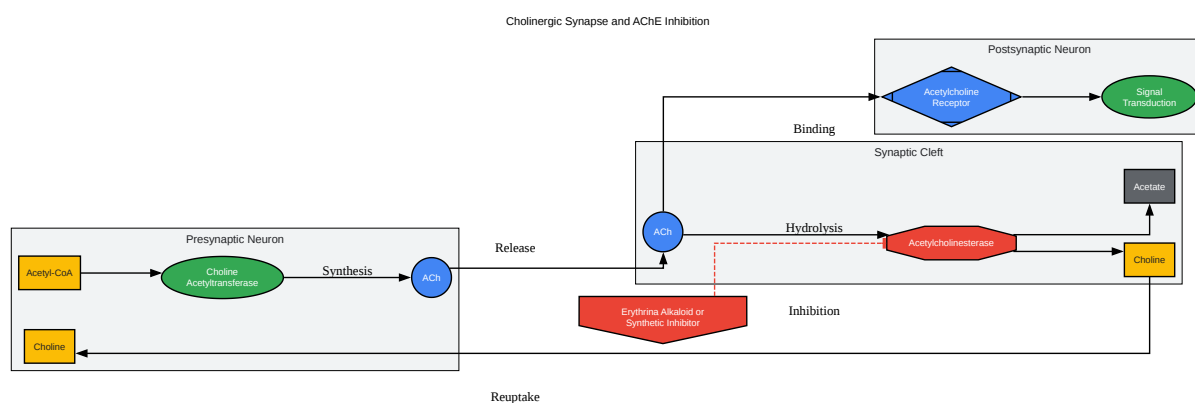 Cholinergic Synapse and AChE Inhibition
Postsynaptic Neuron
Acetylcholine
Receptor
Signal
Transduction
Binding
Synaptic Cleft
Acetate
ACh
Hydrolysis
Acetylcholinesterase
Choline
Presynaptic Neuron
Release
Acetyl-CoA
Choline
Acetyltransferase
Synthesis
ACh
Erythrina Alkaloid or
Synthetic Inhibitor
Inhibition
Choline
Reuptake